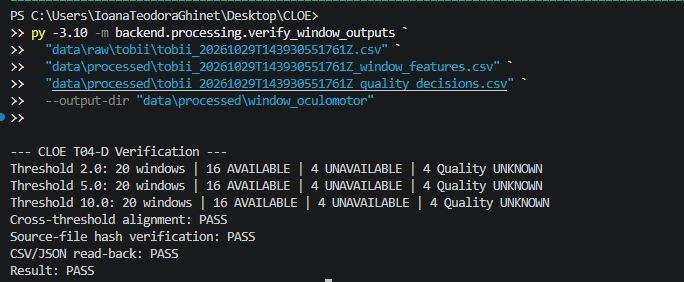 PS C:\Users\IoanaTeodoraGhinet\Desktop\CLOE>
>> py -3.10 -m backend.processing.verify_window_outputs `
>>   "data\raw\tobii\tobii_20261029T143930551761Z.csv" `
>>   "data\processed\tobii_20261029T143930551761Z_window_features.csv" `
>>   "data\processed\tobii_20261029T143930551761Z_quality_decisions.csv" `
>>   --output-dir "data\processed\window_oculomotor"
>>
>>
--- CLOE T04-D Verification ---
Threshold 2.0: 20 windows | 16 AVAILABLE | 4 UNAVAILABLE | 4 Quality UNKNOWN
Threshold 5.0: 20 windows | 16 AVAILABLE | 4 UNAVAILABLE | 4 Quality UNKNOWN
Threshold 10.0: 20 windows | 16 AVAILABLE | 4 UNAVAILABLE | 4 Quality UNKNOWN
Cross-threshold alignment: PASS
Source-file hash verification: PASS
CSV/JSON read-back: PASS
Result: PASS